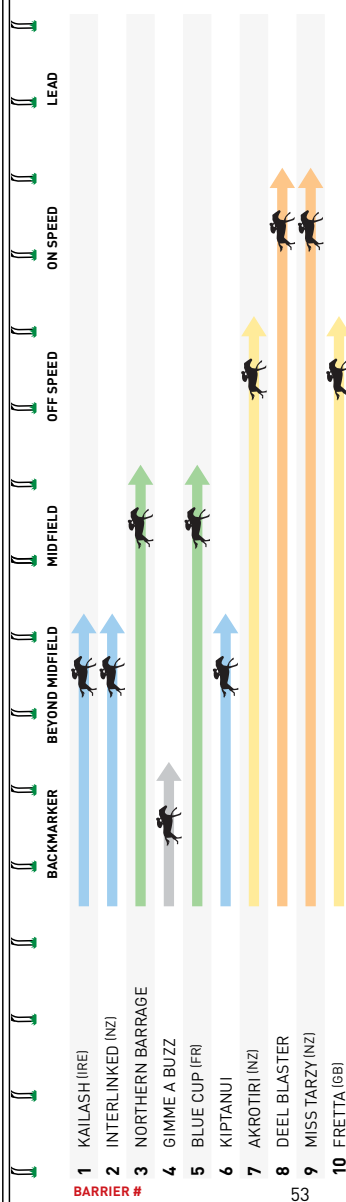 LEAD
ON SPEED
OFF SPEED
MIDFIELD
BEYOND MIDFIELD
BACKMARKER
1 KAILASH (IRE)
2 INTERLINKED (NZ)
3 NORTHERN BARRAGE
4 GIMME A BUZZ
5 BLUE CUP (FR)
6 KIPTANUI
7 AKROTIRI (NZ)
8 DEEL BLASTER
9 MISS TARZY (NZ)
10 FRETTA (GB)
BARRIER #
53